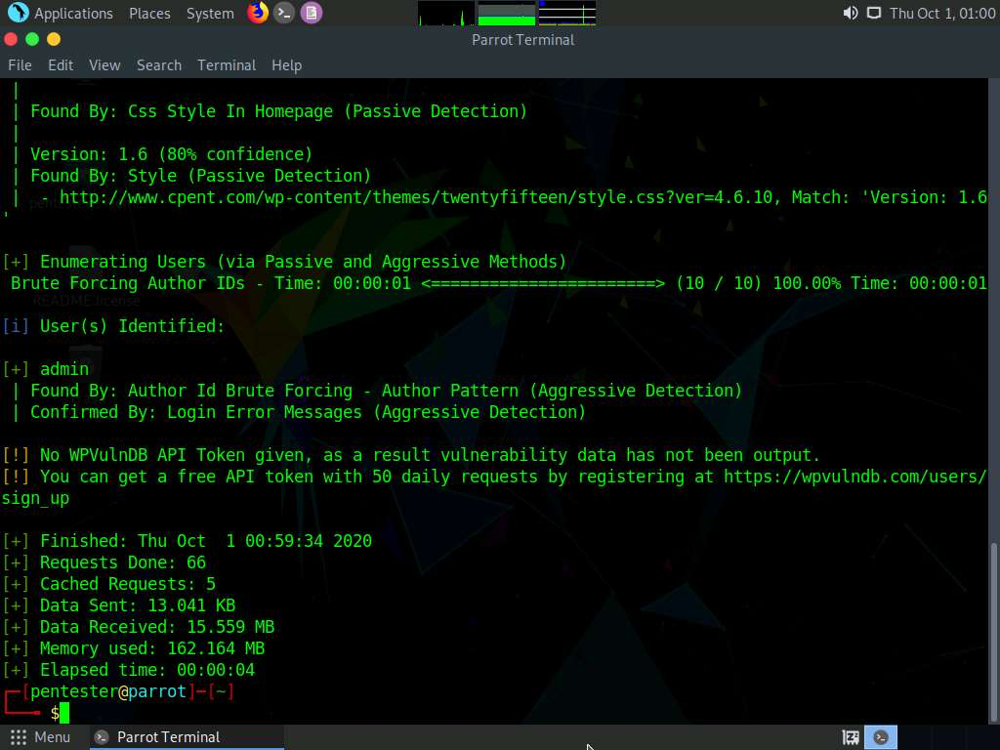 Applications Places System Thu Oct 1, 01:00
Parrot Terminal
File Edit View Search Terminal Help
|
| Found By: Css Style In Homepage (Passive Detection)
|
| Version: 1.6 (80% confidence)
| Found By: Style (Passive Detection)
|  - http://www.cpent.com/wp-content/themes/twentyfifteen/style.css?ver=4.6.10, Match: 'Version: 1.6
'
[+] Enumerating Users (via Passive and Aggressive Methods)
Brute Forcing Author IDs - Time: 00:00:01 <=======================> (10 / 10) 100.00% Time: 00:00:01
README.license
[i] User(s) Identified:
[+] admin
| Found By: Author Id Brute Forcing - Author Pattern (Aggressive Detection)
| Confirmed By: Login Error Messages (Aggressive Detection)
[!] No WPVulnDB API Token given, as a result vulnerability data has not been output.
[!] You can get a free API token with 50 daily requests by registering at https://wpvulndb.com/users/
sign_up
[+] Finished: Thu Oct  1 00:59:34 2020
[+] Requests Done: 66
[+] Cached Requests: 5
[+] Data Sent: 13.041 KB
[+] Data Received: 15.559 MB
[+] Memory used: 162.164 MB
[+] Elapsed time: 00:00:04
┌─[pentester@parrot]─[~]
└──╼ $
Menu Parrot Terminal